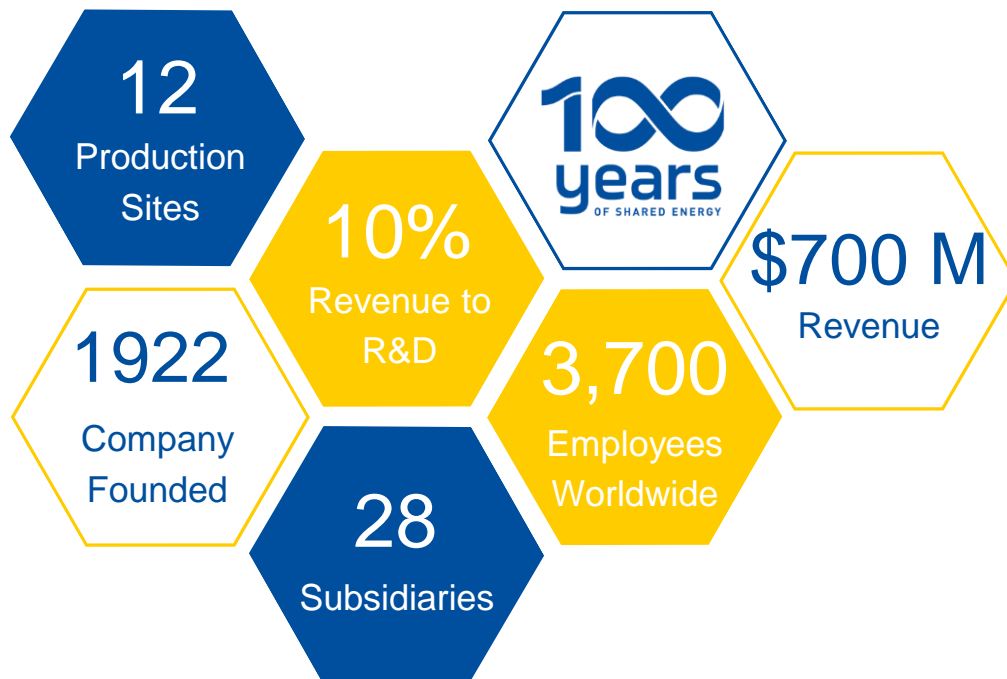 12
Production
Sites
100
years
OF SHARED ENERGY
10%
Revenue to
R&D
$700 M
Revenue
1922
Company
Founded
3,700
Employees
Worldwide
28
Subsidiaries